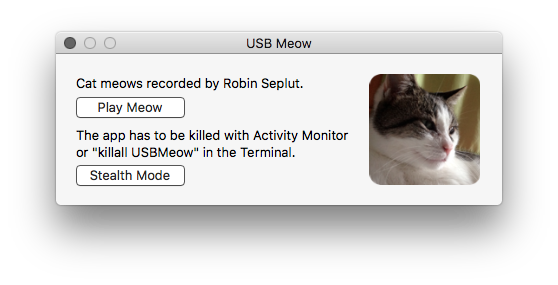 USB Meow
Cat meows recorded by Robin Seplut.
Play Meow
The app has to be killed with Activity Monitor
or "killall USBMeow" in the Terminal.
Stealth Mode